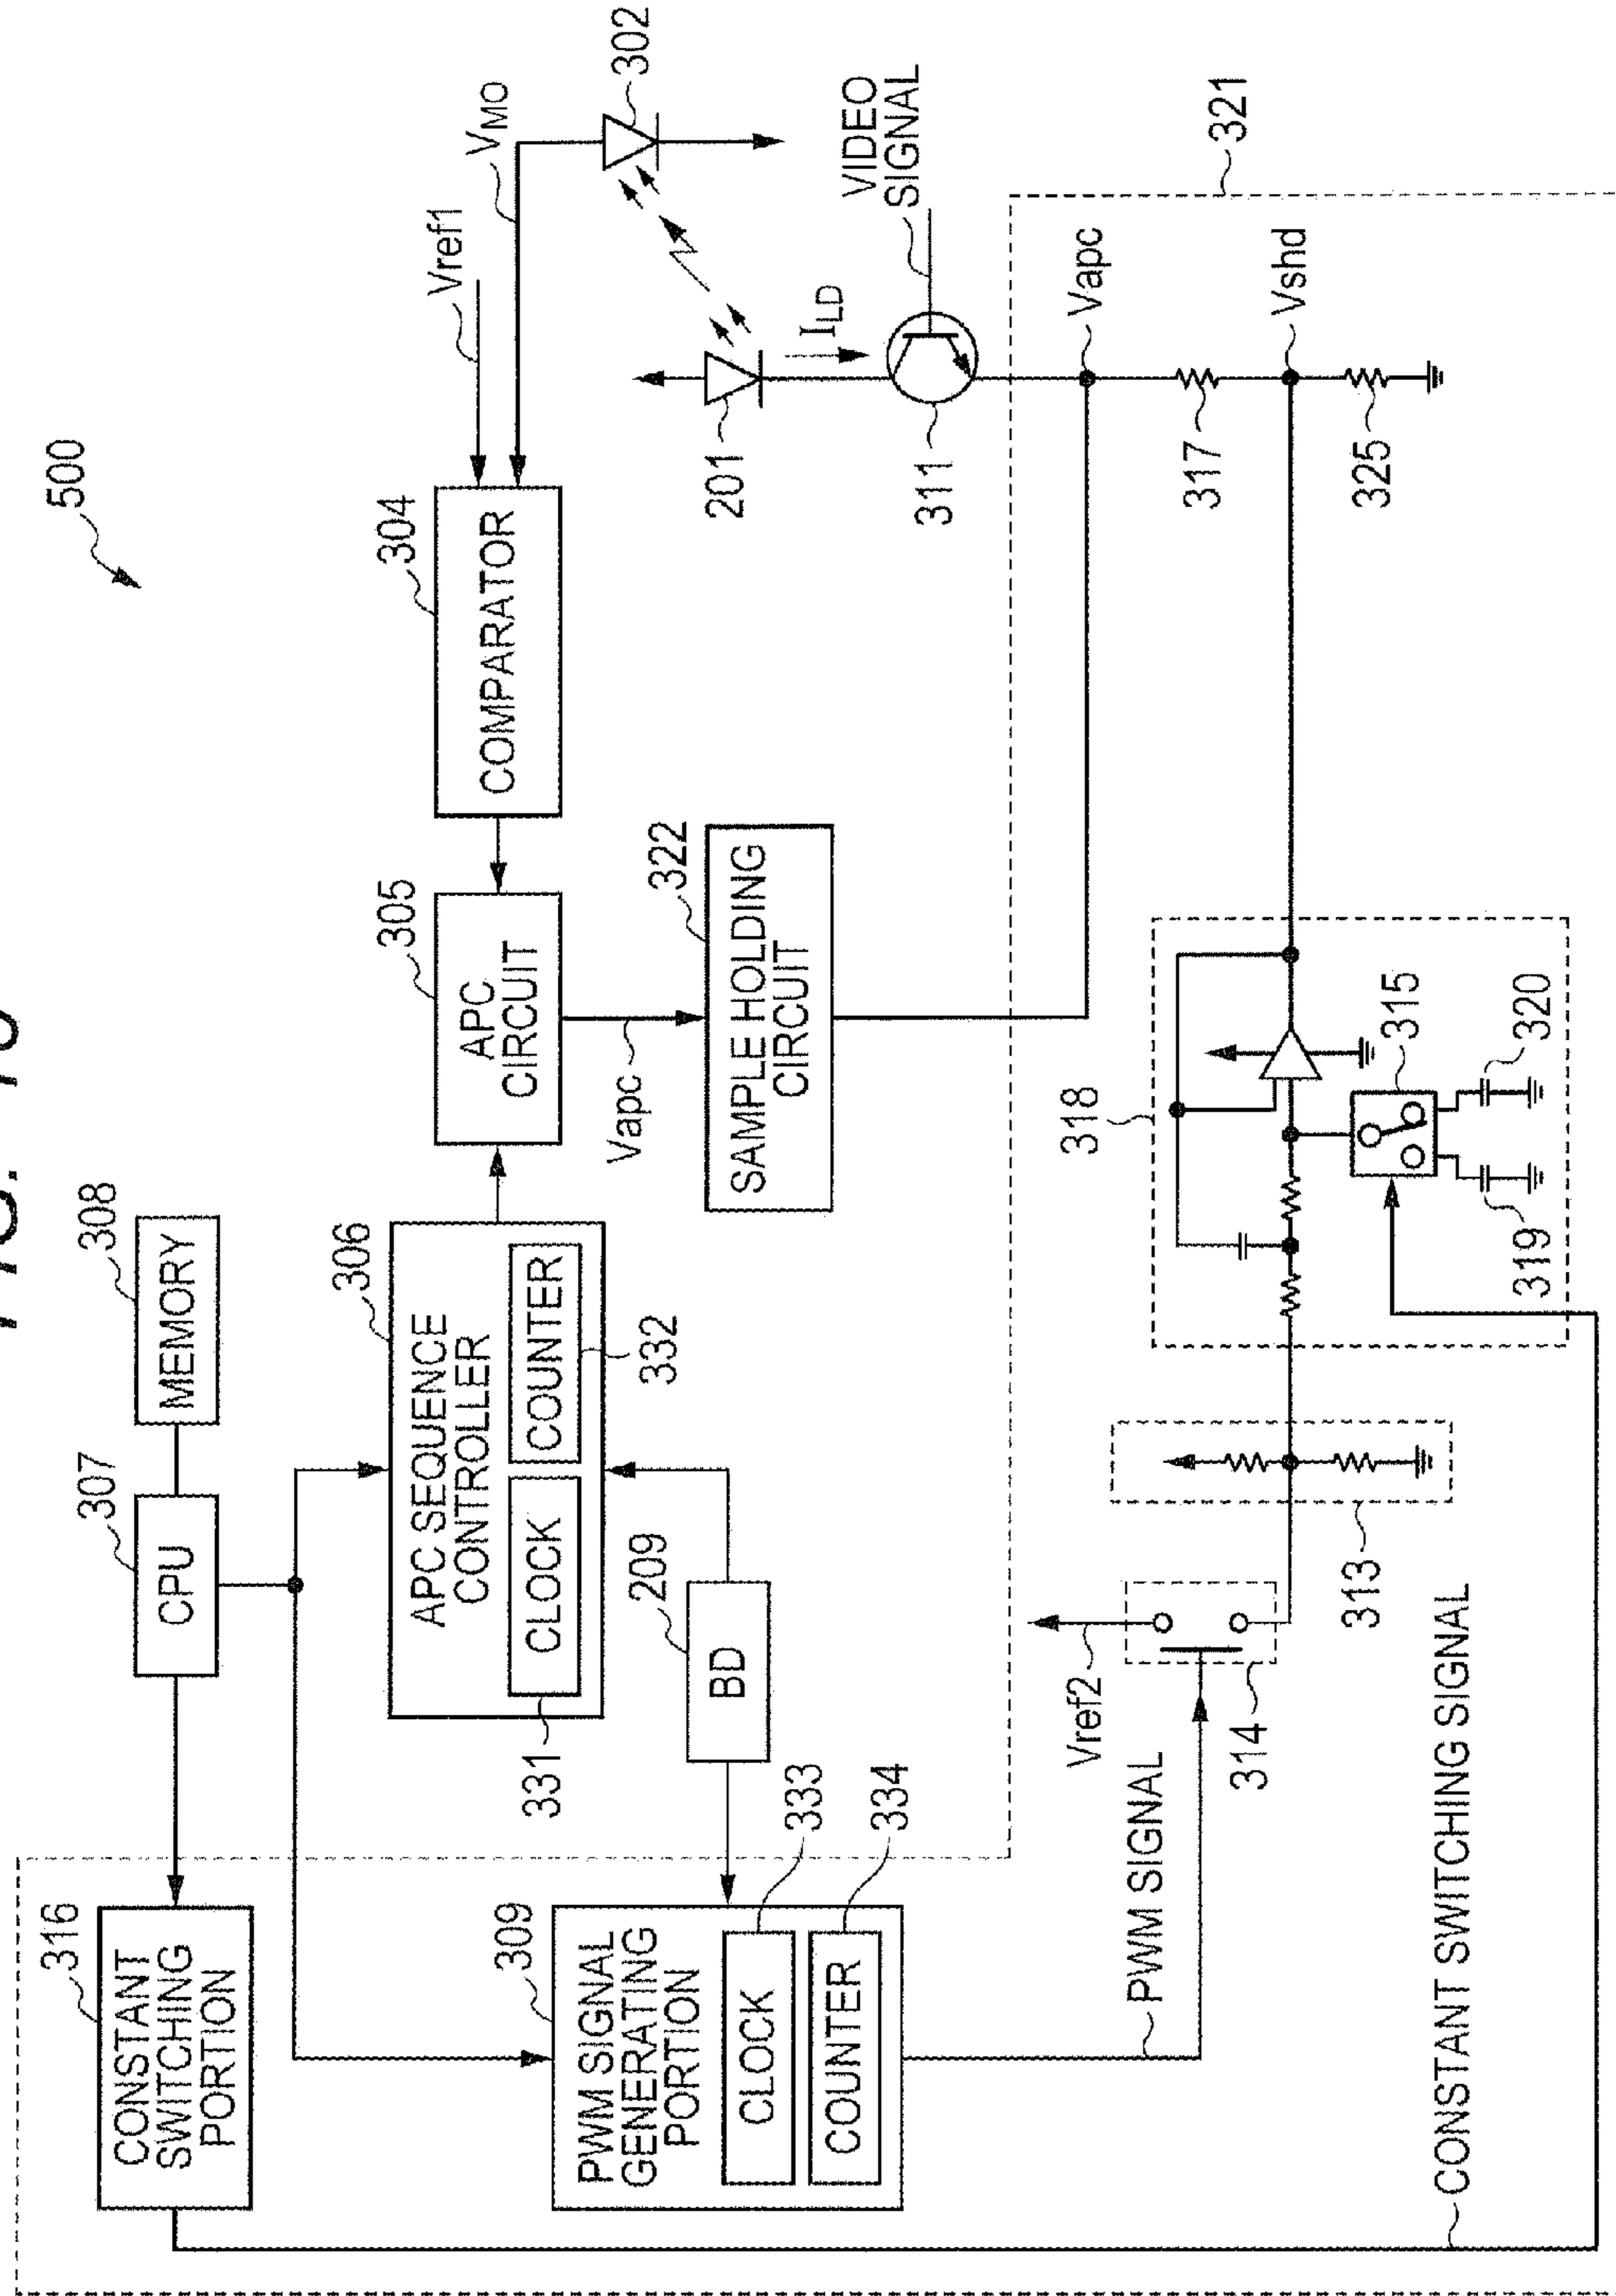 500
308
MEMORY
307
CPU
316
CONSTANT
SWITCHING
PORTION
306
APC SEQUENCE
CONTROLLER
CLOCK
COUNTER
331
332
305
APC
CIRCUIT
304
COMPARATOR
Vref1
VMO
302
209
BD
309
PWM SIGNAL
GENERATING
PORTION
CLOCK
COUNTER
333
334
Vapc
322
SAMPLE HOLDING
CIRCUIT
201
ILD
311
VIDEO
SIGNAL
321
Vapc
317
Vshd
325
Vref2
314
PWM SIGNAL
313
318
315
319
320
CONSTANT SWITCHING SIGNAL